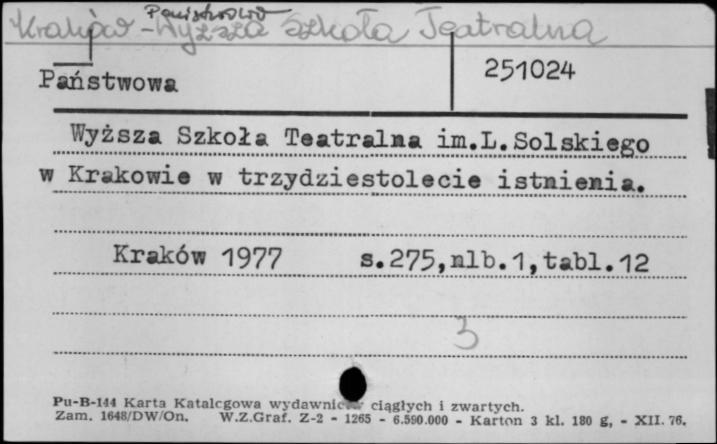 Państwowa
Kraków - Wyższa Szkoła Teatralna
Państwowa
251024
Wyższa Szkoła Teatralna im.L.Solskiego
w Krakowie w trzydziestolecie istnienia.
Kraków 1977 s.275,nlb.1,tabl.12
3
Pu-B-144 Karta Katalogowa wydawnictw ciągłych i zwartych.
Zam. 1648/DW/On. W.Z.Graf. Z-2 - 1265 - 6.590.000 - Karton 3 kl. 180 g, - XII. 76.